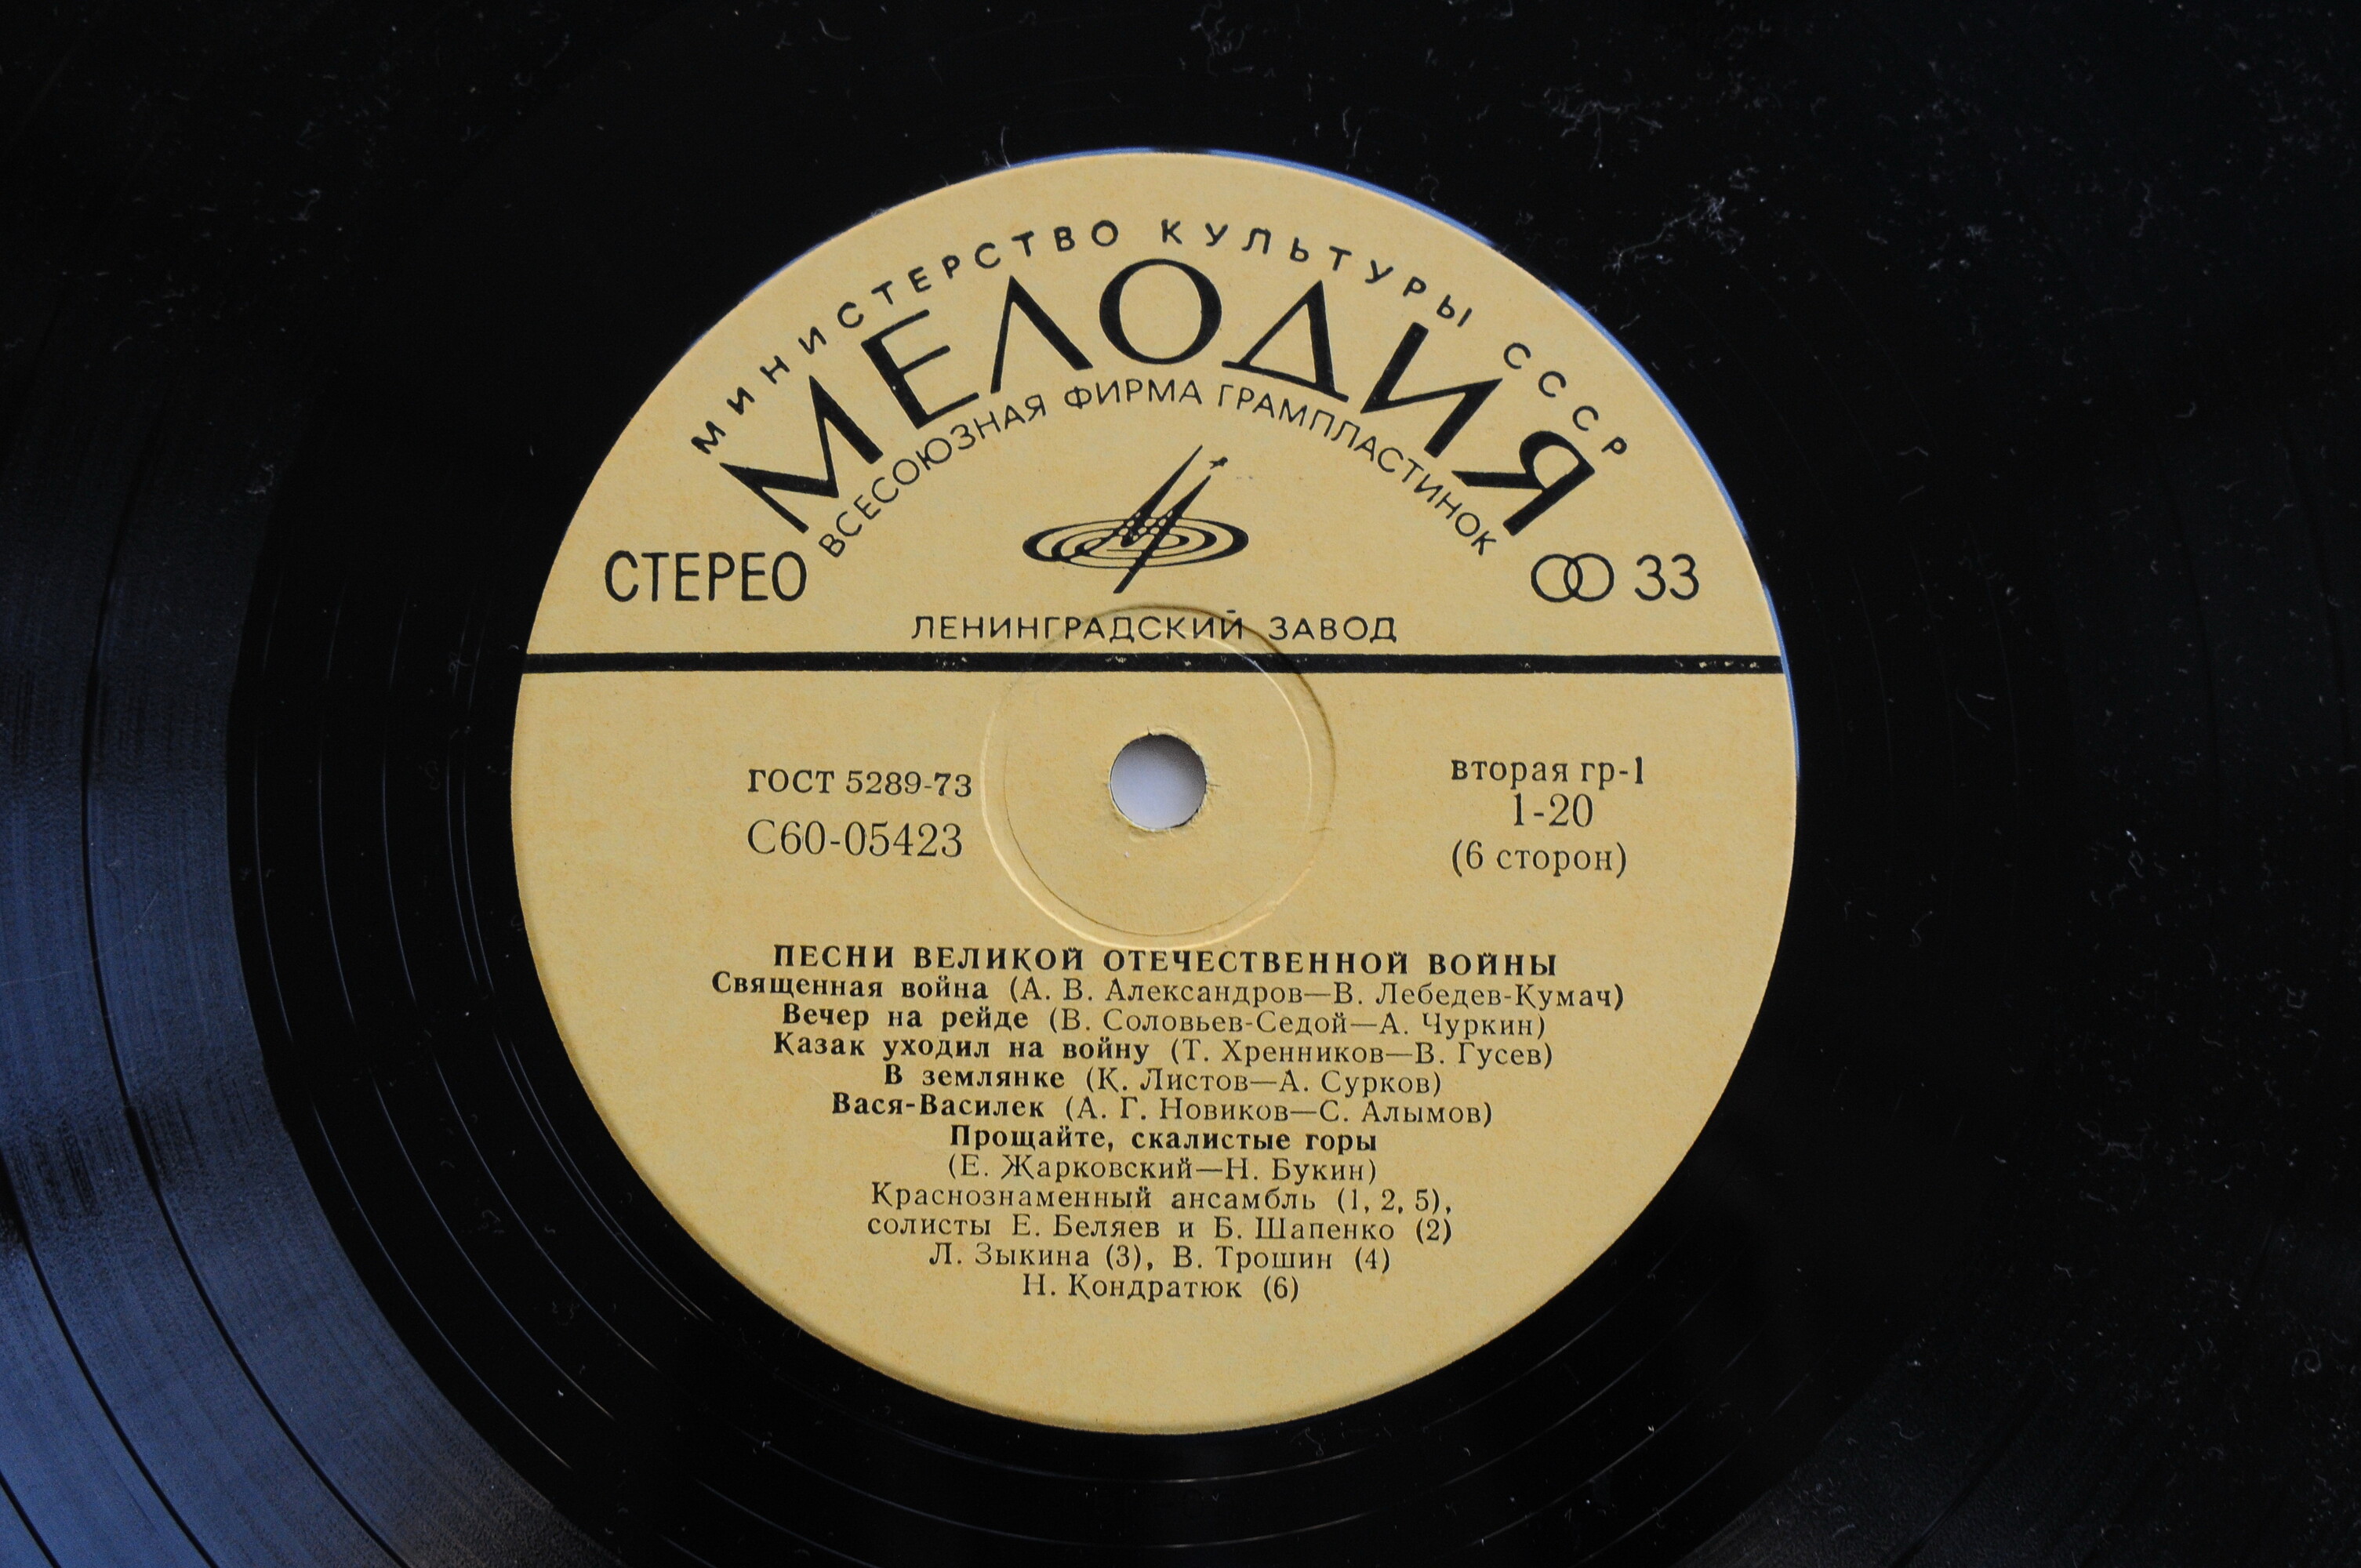 МИНИСТЕРСТВО КУЛЬТУРЫ СССР
МЕЛОДИЯ
ВСЕСОЮЗНАЯ ФИРМА ГРАМПЛАСТИНОК
СТЕРЕО
33
ЛЕНИНГРАДСКИЙ ЗАВОД
ГОСТ 5289-73
С60-05423
вторая гр-1
1-20
(6 сторон)
ПЕСНИ ВЕЛИКОЙ ОТЕЧЕСТВЕННОЙ ВОЙНЫ
Священная война (А. В. Александров—В. Лебедев-Кумач)
Вечер на рейде (В. Соловьев-Седой—А. Чуркин)
Казак уходил на войну (Т. Хренников—В. Гусев)
В землянке (К. Листов—А. Сурков)
Вася-Василек (А. Г. Новиков—С. Алымов)
Прощайте, скалистые горы
(Е. Жарковский—Н. Букин)
Краснознаменный ансамбль (1, 2, 5),
солисты Е. Беляев и Б. Шапенко (2)
Л. Зыкина (3), В. Трошин (4)
Н. Кондратюк (6)